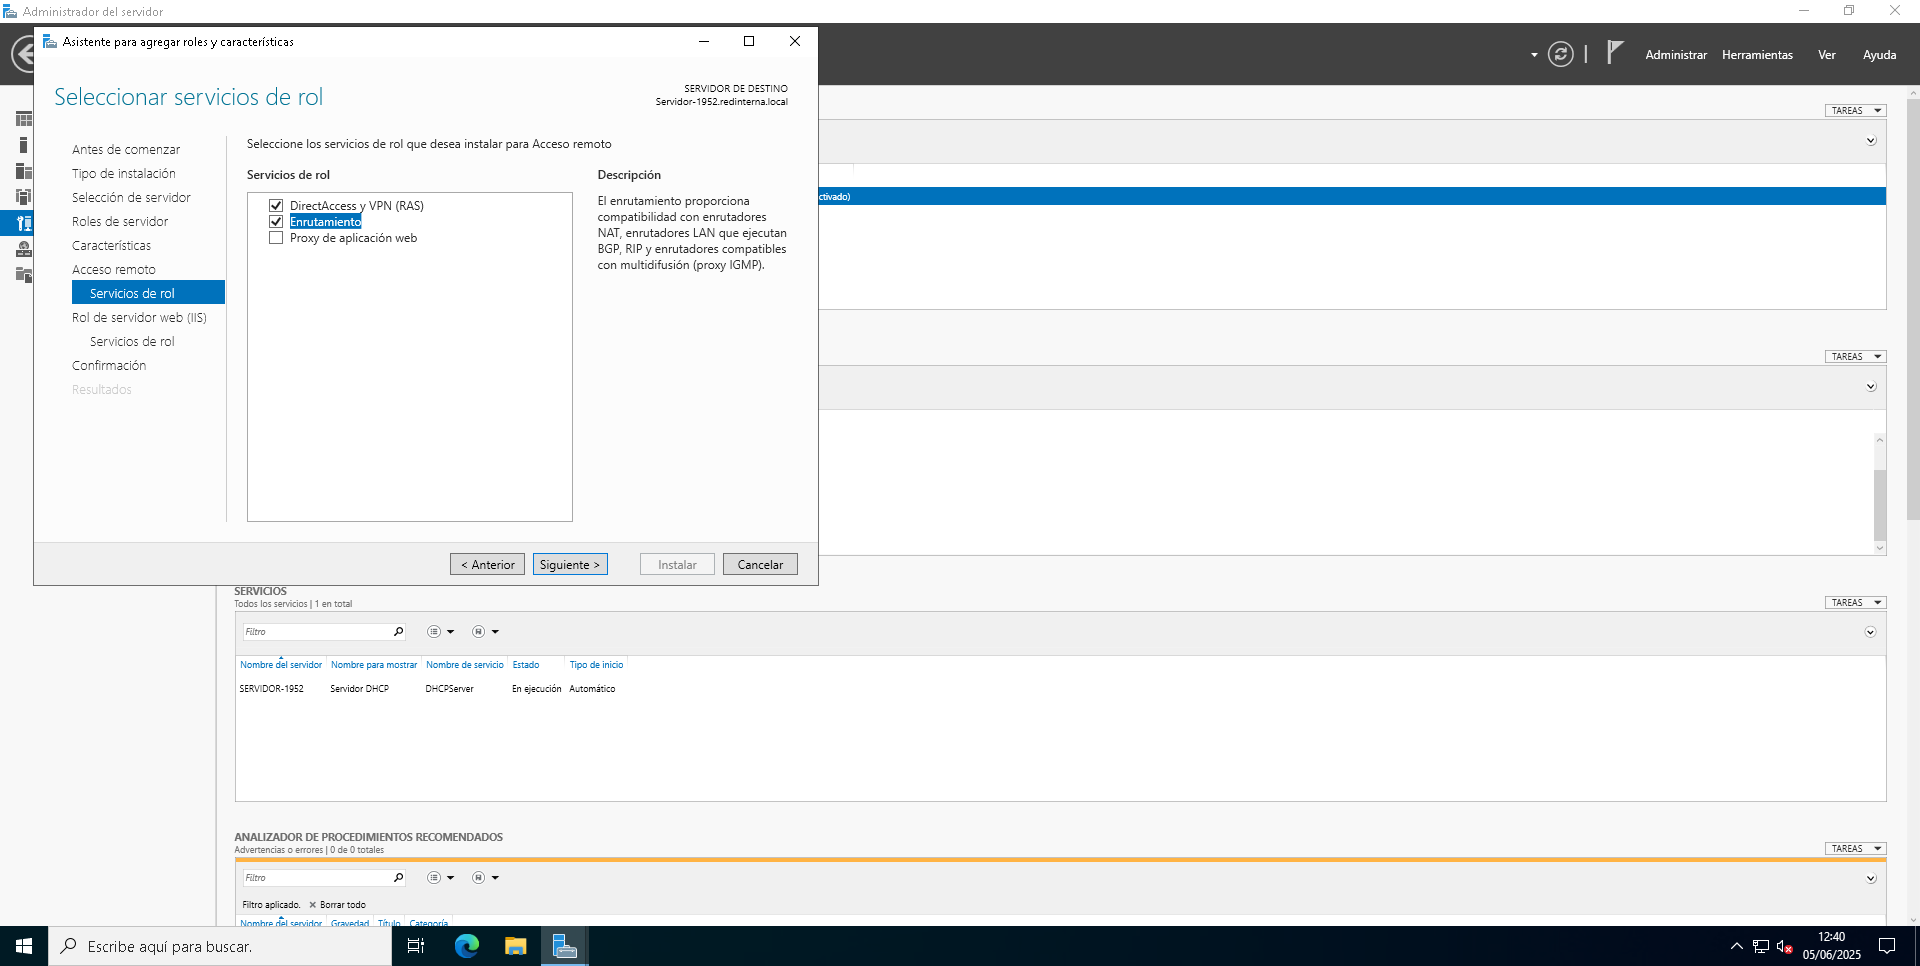 Administrador del servidor
Administrar Herramientas Ver Ayuda
Asistente para agregar roles y características
Seleccionar servicios de rol
SERVIDOR DE DESTINO
Servidor-1952.redinterna.local
Antes de comenzar
Tipo de instalación
Selección de servidor
Roles de servidor
Características
Acceso remoto
Servicios de rol
Rol de servidor web (IIS)
Servicios de rol
Confirmación
Resultados
Seleccione los servicios de rol que desea instalar para Acceso remoto
Servicios de rol
DirectAccess y VPN (RAS)
Enrutamiento
Proxy de aplicación web
Descripción
El enrutamiento proporciona
compatibilidad con enrutadores
NAT, enrutadores LAN que ejecutan
BGP, RIP y enrutadores compatibles
con multidifusión (proxy IGMP).
< Anterior Siguiente > Instalar Cancelar
TAREAS
ctivado)
TAREAS
SERVICIOS
Todos los servicios | 1 en total
TAREAS
Filtro
Nombre del servidor Nombre para mostrar Nombre de servicio Estado Tipo de inicio
SERVIDOR-1952 Servidor DHCP DHCPServer En ejecución Automático
ANALIZADOR DE PROCEDIMIENTOS RECOMENDADOS
Advertencias o errores | 0 de 0 totales
TAREAS
Filtro
Filtro aplicado. × Borrar todo
Nombre del servidor Gravedad Título Categoría
Escribe aquí para buscar.
12:40
05/06/2025